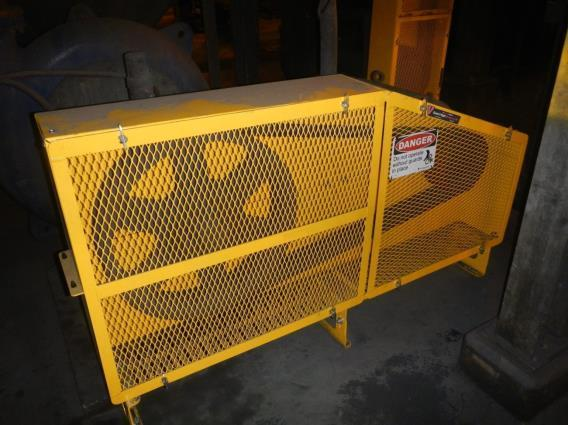 DANGER
Do not operate
without guards
in place